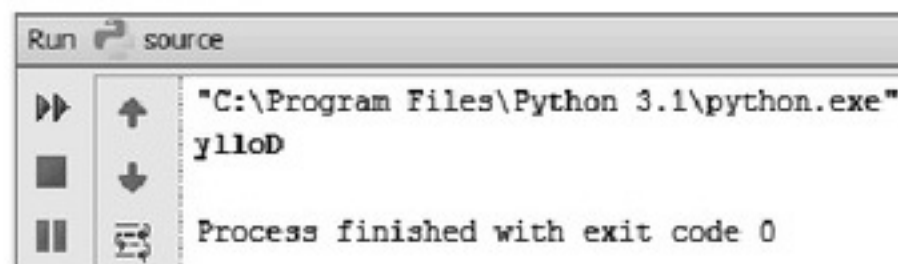 Run source
"C:\Program Files\Python 3.1\python.exe"
ylloD
Process finished with exit code 0